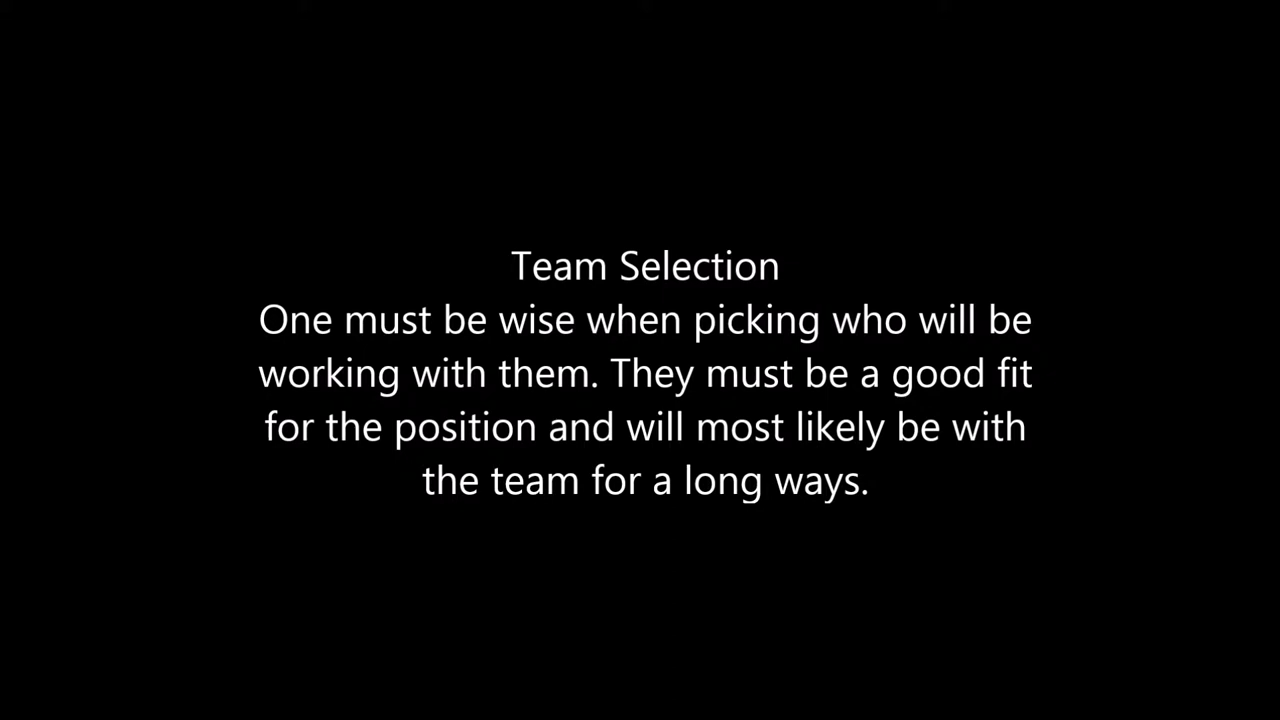 Team Selection
One must be wise when picking who will be
working with them. They must be a good fit
for the position and will most likely be with
the team for a long ways.